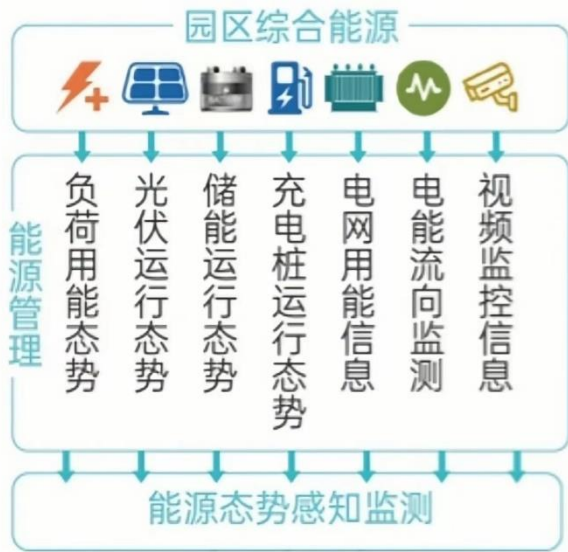 园区综合能源
能源管理
负荷用能态势
光伏运行态势
储能运行态势
充电桩运行态势
电网用能信息
电能流向监测
视频监控信息
能源态势感知监测